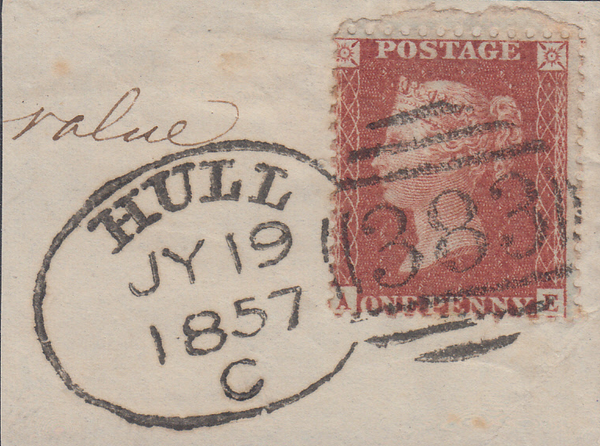 value
HULL
JY 19
1857
C
POSTAGE
383
A ONE PENNY E